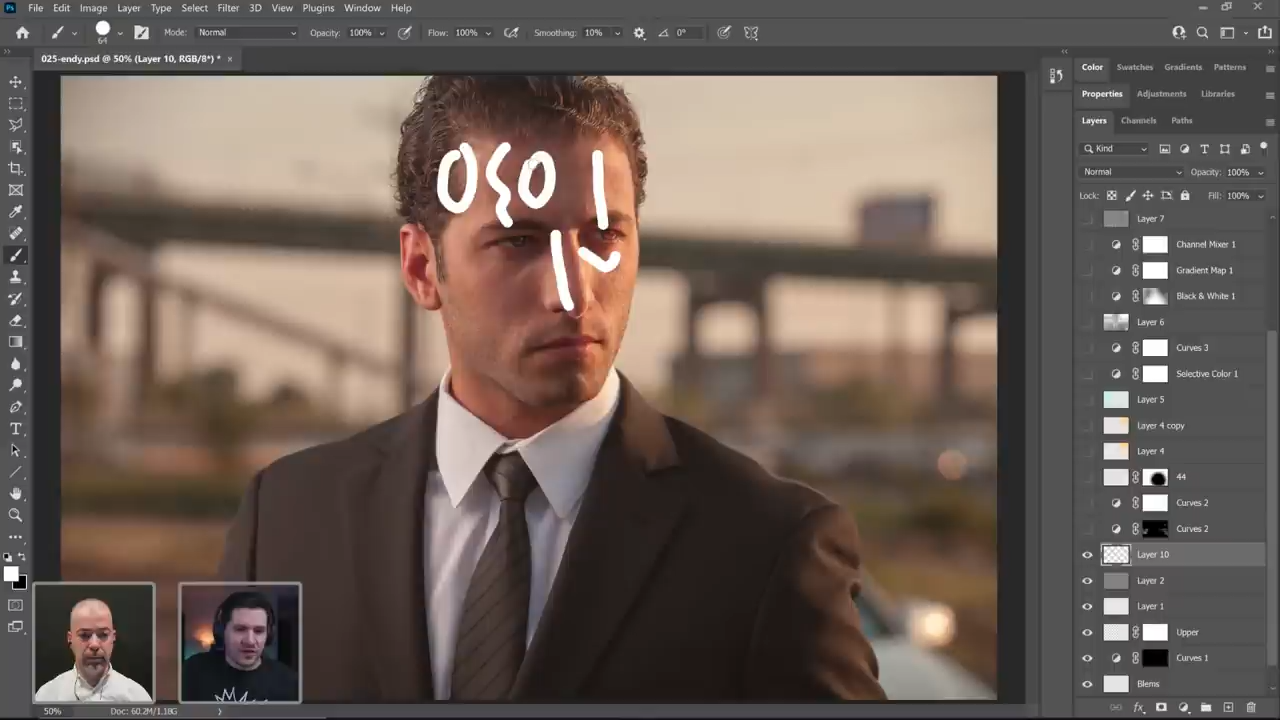 File Edit Image Layer Type Select Filter 3D View Plugins Window Help
64 Mode: Normal Opacity: 100% Flow: 100% Smoothing: 10% 0°
025-endy.psd @ 50% (Layer 10, RGB/8*) * ×
Color Swatches Gradients Patterns
Properties Adjustments Libraries
Layers Channels Paths
Kind
Normal Opacity: 100%
Lock: Fill: 100%
Layer 7
Channel Mixer 1
Gradient Map 1
Black & White 1
Layer 6
Curves 3
Selective Color 1
Layer 5
Layer 4 copy
Layer 4
44
Curves 2
Curves 2
Layer 10
Layer 2
Layer 1
Upper
Curves 1
Blems
50% Doc: 60.2M/1.18G